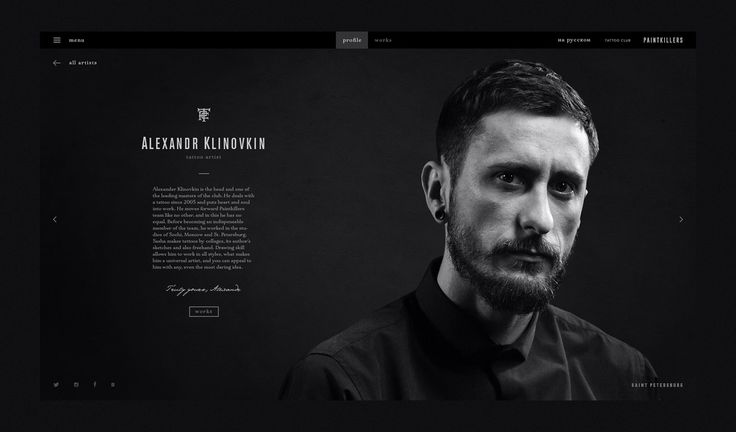 menu
profile
works
на русском
TATTOO CLUB
PAINTKILLERS
all artists
ALEXANDR KLINOVKIN
tattoo artist
Alexandr Klinovkin is the head and one of
the leading masters of the club. He deals with
a tattoo since 2005 and puts heart and soul
into work. He moves forward Paintkillers
team like no other, and in this he has no
equal. Before becoming an indispensable
member of the team, he worked in the stu-
dios of Sochi, Moscow and St. Petersburg.
Sasha makes tattoos by collages, its author's
sketches and also freehand. Drawing skill
allows him to work in all styles, what makes
him a universal artist, and you can appeal to
him with any, even the most daring idea.
Truly yours, Alexandr
works
SAINT PETERSBURG